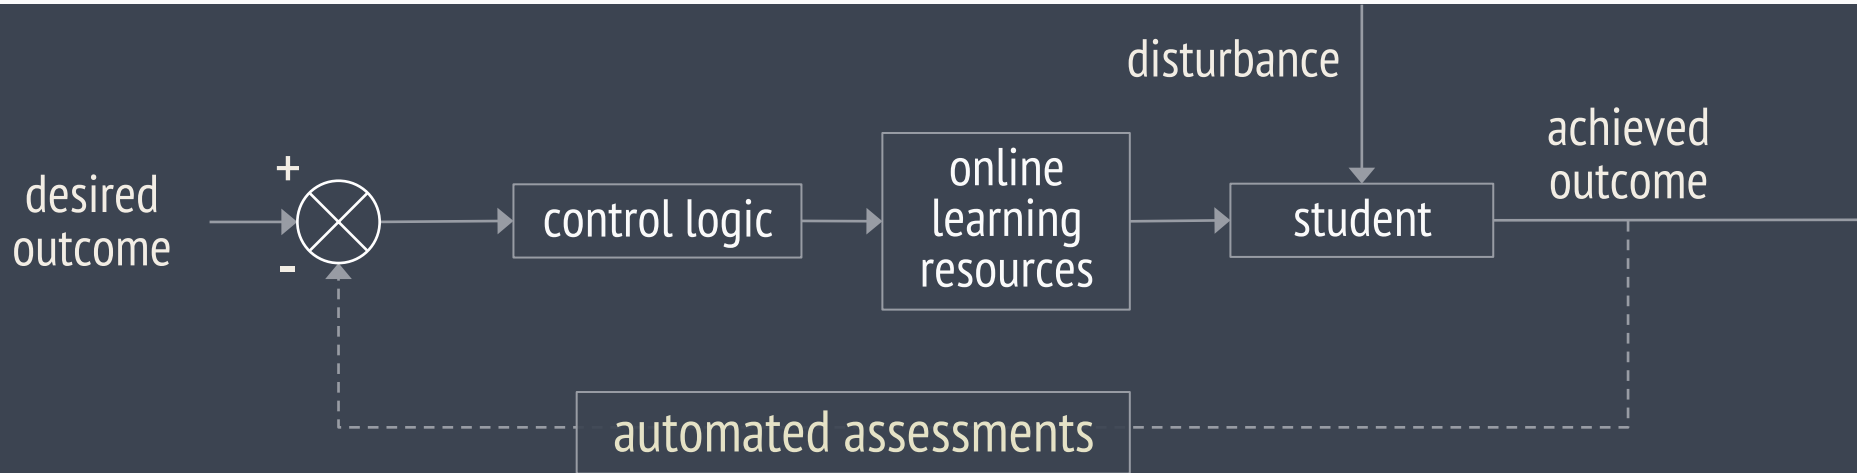 disturbance
achieved
outcome
+
desired
outcome
-
control logic
online
learning
resources
student
automated assessments